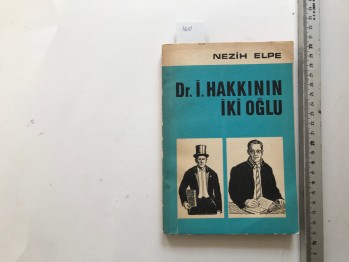 NEZİH ELPE
Dr. İ. HAKKININ
İKİ OĞLU